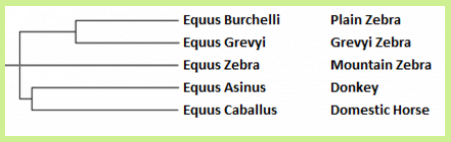 Equus Burchelli Plain Zebra
Equus Grevyi Grevyi Zebra
Equus Zebra Mountain Zebra
Equus Asinus Donkey
Equus Caballus Domestic Horse